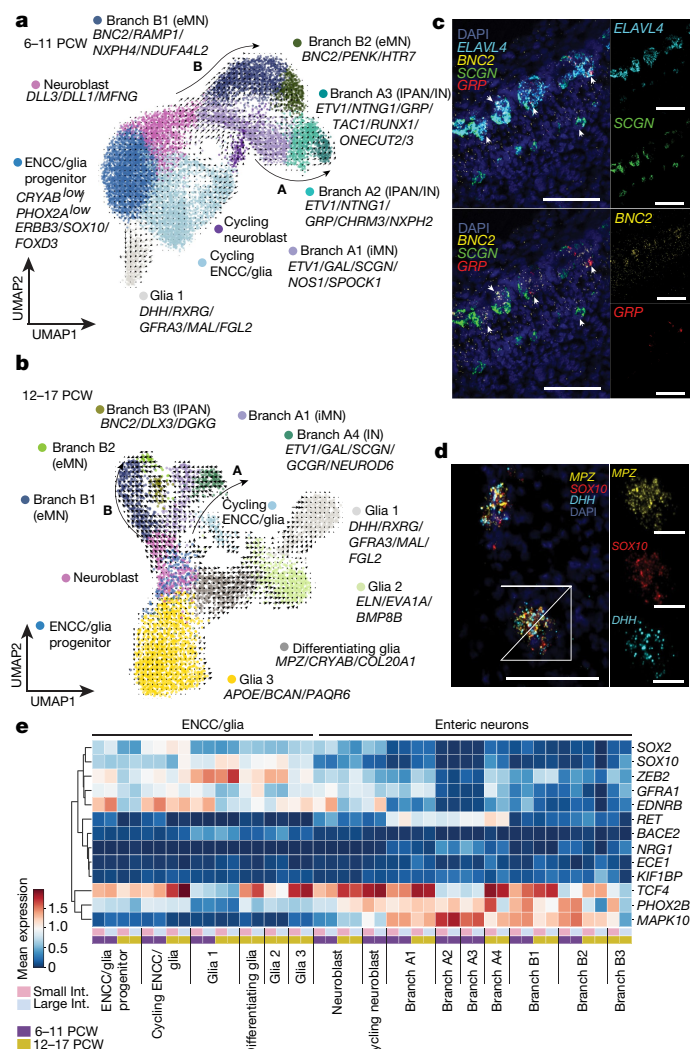 a
6–11 PCW
Branch B1 (eMN)
BNC2/RAMP1/
NXPH4/NDUFA4L2
B
Branch B2 (eMN)
BNC2/PENK/HTR7
Neuroblast
DLL3/DLL1/MFNG
Branch A3 (IPAN/IN)
ETV1/NTNG1/GRP/
TAC1/RUNX1/
ONECUT2/3
ENCC/glia
progenitor
CRYAB low/
PHOX2A low
ERBB3/SOX10/
FOXD3
A
Branch A2 (IPAN/IN)
ETV1/NTNG1/
GRP/CHRM3/NXPH2
Cycling
neuroblast
Cycling
ENCC/glia
Branch A1 (iMN)
ETV1/GAL/SCGN/
NOS1/SPOCK1
Glia 1
DHH/RXRG/
GFRA3/MAL/FGL2
UMAP2
UMAP1
b
12–17 PCW
Branch B3 (IPAN)
BNC2/DLX3/DGKG
Branch A1 (iMN)
Branch B2
(eMN)
Branch A4 (IN)
ETV1/GAL/SCGN/
GCGR/NEUROD6
A
Branch B1
(eMN)
B
Cycling
ENCC/glia
Glia 1
DHH/RXRG/
GFRA3/MAL/
FGL2
Neuroblast
Glia 2
ELN/EVA1A/
BMP8B
ENCC/glia
progenitor
Differentiating glia
MPZ/CRYAB/COL20A1
Glia 3
APOE/BCAN/PAQR6
UMAP2
UMAP1
c
DAPI
ELAVL4
BNC2
SCGN
GRP
ELAVL4
SCGN
DAPI
BNC2
SCGN
GRP
BNC2
GRP
d
MPZ
SOX10
DHH
DAPI
MPZ
SOX10
DHH
e
ENCC/glia
Enteric neurons
SOX2
SOX10
ZEB2
GFRA1
EDNRB
RET
BACE2
NRG1
ECE1
KIF1BP
TCF4
PHOX2B
MAPK10
Mean expression
1.5
1.0
0.5
0
Small Int.
Large Int.
6–11 PCW
12–17 PCW
ENCC/glia
progenitor
Cycling ENCC/
glia
Glia 1
Differentiating glia
Glia 2
Glia 3
Neuroblast
Cycling neuroblast
Branch A1
Branch A2
Branch A3
Branch A4
Branch B1
Branch B2
Branch B3